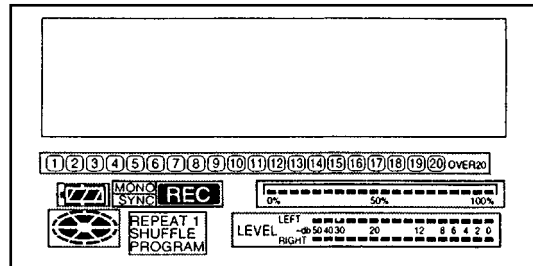 1 2 3 4 5 6 7 8 9 10 11 12 13 14 15 16 17 18 19 20 OVER20
MONO
SYNC
REC
0% 50% 100%
REPEAT 1
SHUFFLE
PROGRAM
LEVEL
LEFT
-db 50 40 30 20 12 8 6 4 2 0
RIGHT